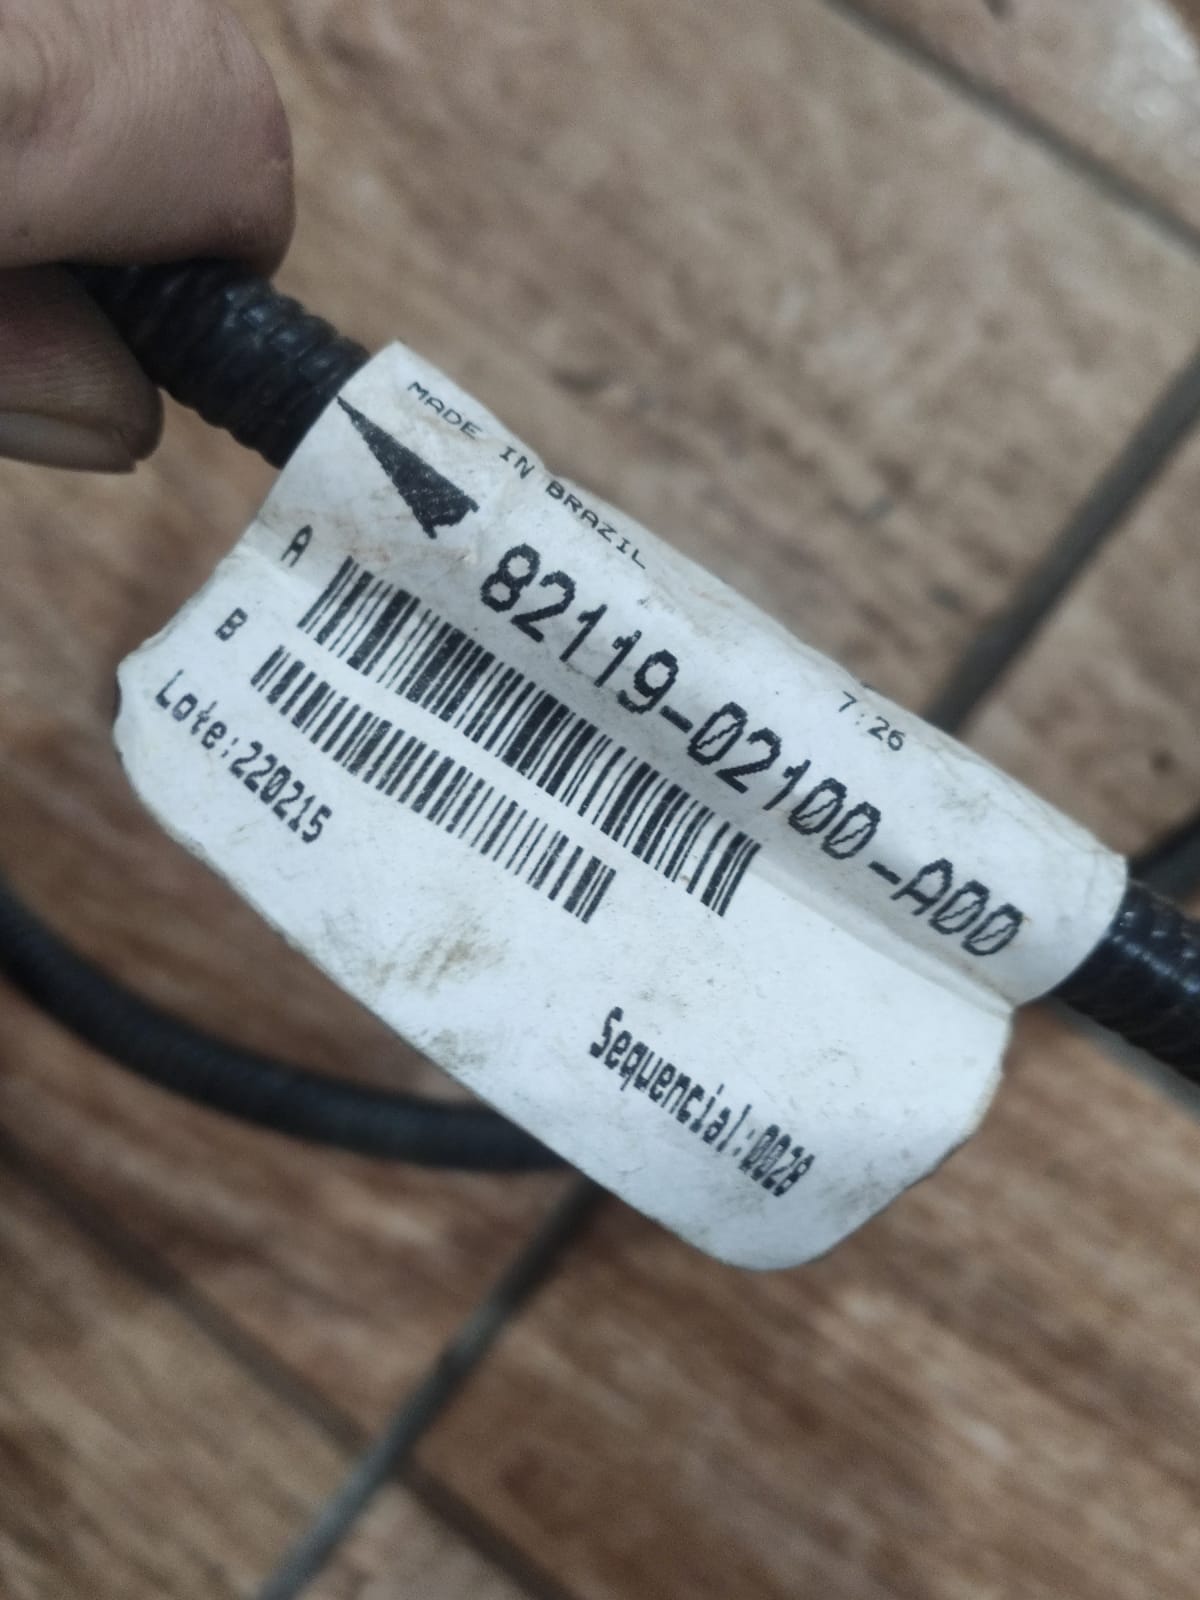 MADE IN BRAZIL
7:26
82119-02100-A00
A
B
Lote:220215
Sequencial:0028